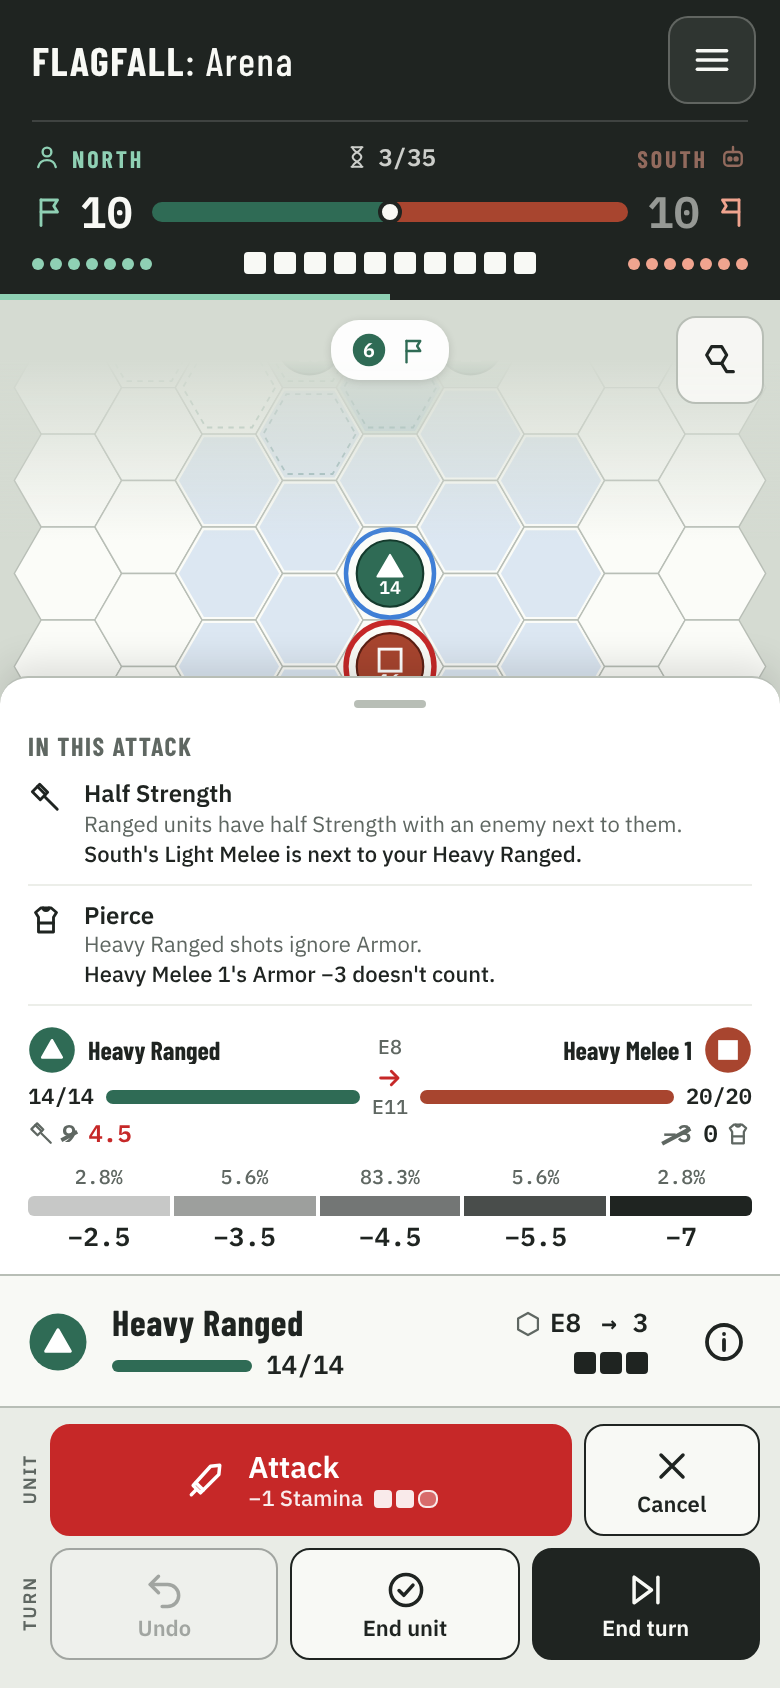 FLAGFALL: Arena
NORTH
3/35
SOUTH
10
10
6
14
IN THIS ATTACK
Half Strength
Ranged units have half Strength with an enemy next to them.
South's Light Melee is next to your Heavy Ranged.
Pierce
Heavy Ranged shots ignore Armor.
Heavy Melee 1's Armor −3 doesn't count.
Heavy Ranged
E8
Heavy Melee 1
14/14
→
20/20
E11
9 4.5
−3 0
2.8% 5.6% 83.3% 5.6% 2.8%
−2.5 −3.5 −4.5 −5.5 −7
Heavy Ranged
E8 → 3
14/14
UNIT
Attack
−1 Stamina
Cancel
TURN
Undo
End unit
End turn